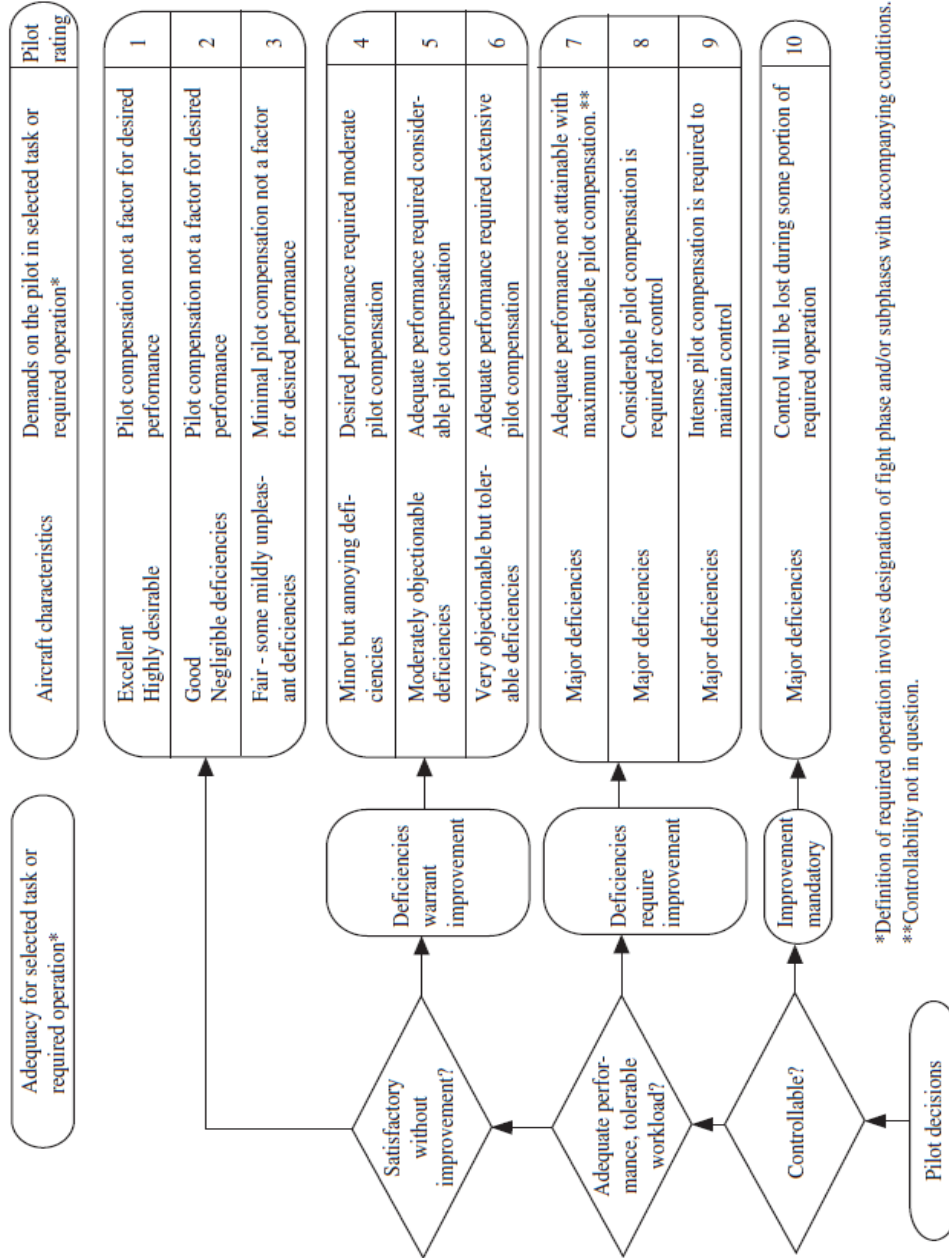 Adequacy for selected task or
required operation*
Aircraft characteristics
Demands on the pilot in selected task or
required operation*
Pilot
rating
Excellent
Highly desirable
Pilot compensation not a factor for desired
performance
1
Good
Negligible deficiencies
Pilot compensation not a factor for desired
performance
2
Fair - some mildly unpleas-
ant deficiencies
Minimal pilot compensation not a factor
for desired performance
3
Satisfactory
without
improvement?
Deficiencies
warrant
improvement
Minor but annoying defi-
ciencies
Desired performance required moderate
pilot compensation
4
Moderately objectionable
deficiencies
Adequate performance required consider-
able pilot compensation
5
Very objectionable but toler-
able deficiencies
Adequate performance required extensive
pilot compensation
6
Adequate perfor-
mance, tolerable
workload?
Deficiencies
require
improvement
Major deficiencies
Adequate performance not attainable with
maximum tolerable pilot compensation.**
7
Major deficiencies
Considerable pilot compensation is
required for control
8
Major deficiencies
Intense pilot compensation is required to
maintain control
9
Controllable?
Improvement
mandatory
Major deficiencies
Control will be lost during some portion of
required operation
10
Pilot decisions
*Definition of required operation involves designation of fight phase and/or subphases with accompanying conditions.
**Controllability not in question.